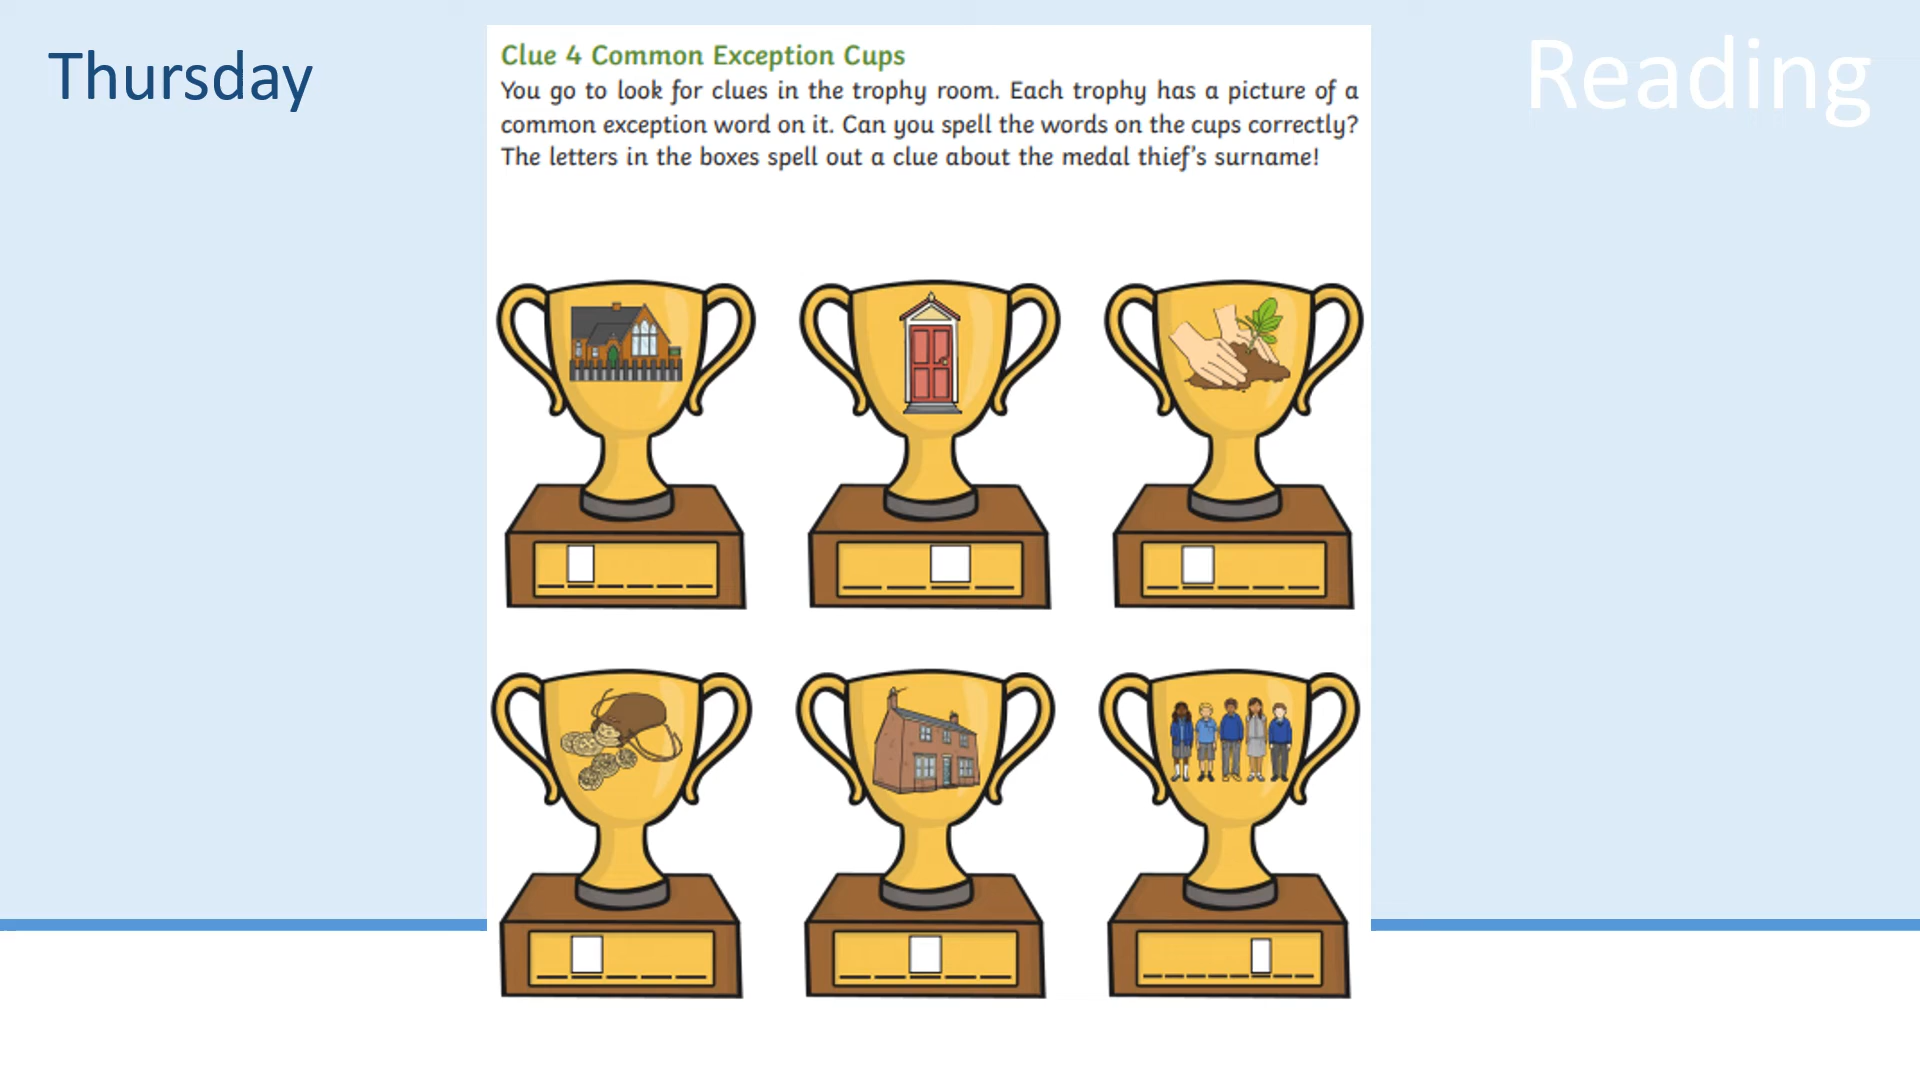 Thursday
Reading
Clue 4 Common Exception Cups
You go to look for clues in the trophy room. Each trophy has a picture of a
common exception word on it. Can you spell the words on the cups correctly?
The letters in the boxes spell out a clue about the medal thief’s surname!